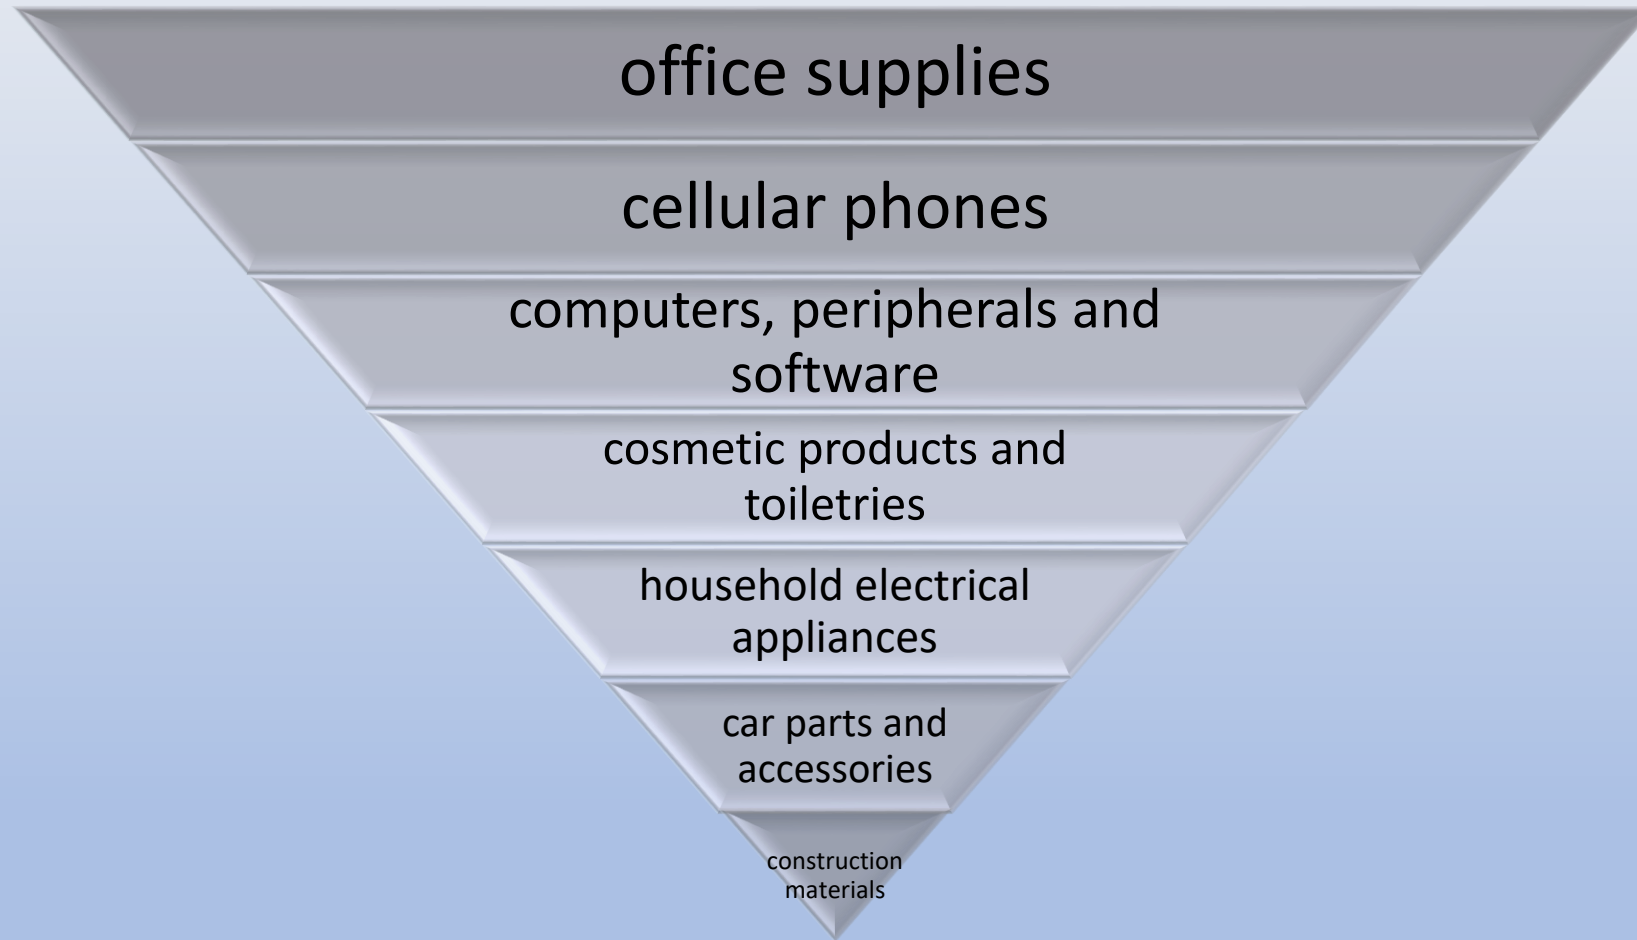 office supplies
cellular phones
computers, peripherals and
software
cosmetic products and
toiletries
household electrical
appliances
car parts and
accessories
construction
materials